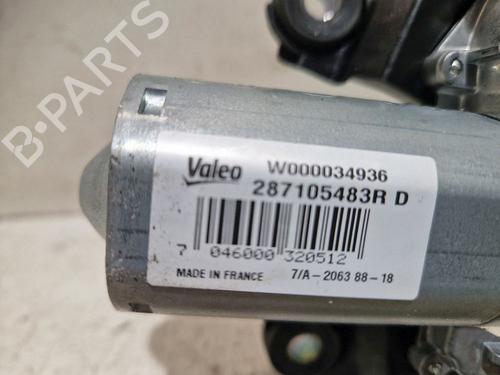 Valeo W000034936
287105483R D
7 046000 320512
MADE IN FRANCE 7/A-2063 88-18
B-PARTS